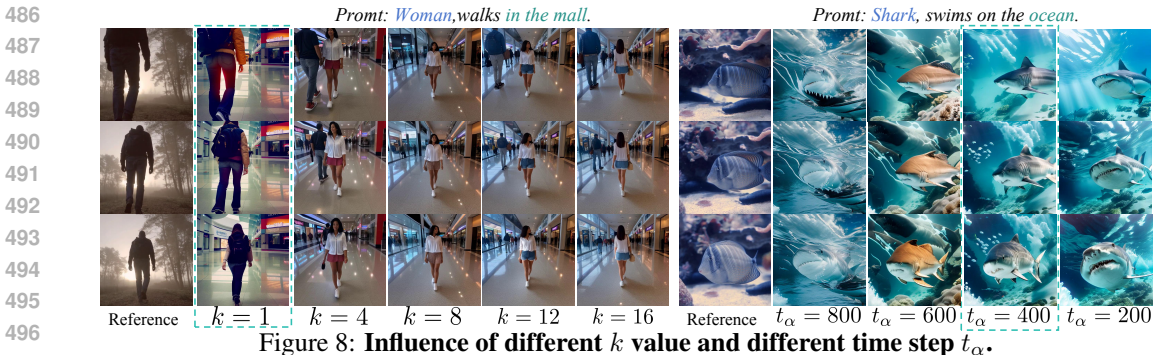 486
Promt: Woman,walks in the mall.
Promt: Shark, swims on the ocean.
487
488
489
490
491
492
493
494
495
Reference
k = 1
k = 4
k = 8
k = 12
k = 16
Reference
tα = 800
tα = 600
tα = 400
tα = 200
496
Figure 8: Influence of different k value and different time step tα.